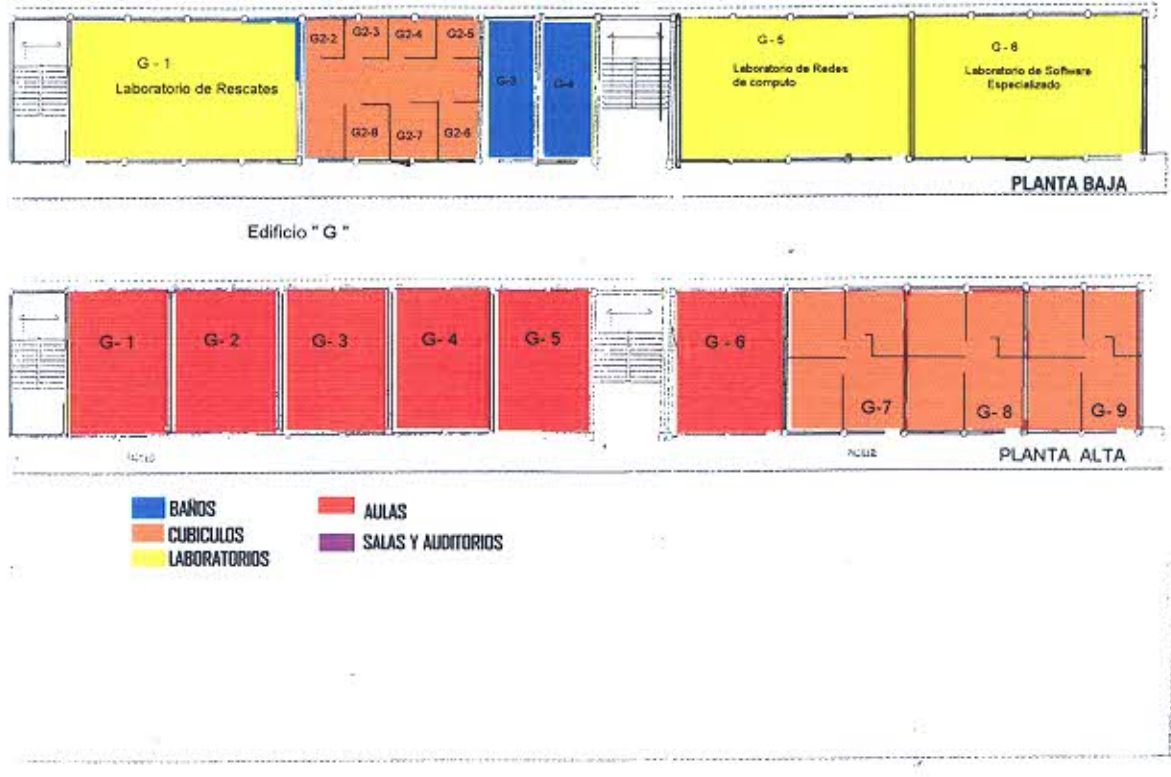 G - 1
Laboratorio de Rescates
G2-2
G2-3
G2-4
G2-5
G2-8
G2-7
G2-6
G-3
G-4
G - 5
Laboratorio de Redes
de computo
G - 6
Laboratorio de Software
Especializado
PLANTA BAJA
Edificio " G "
G- 1
G- 2
G- 3
G- 4
G- 5
G - 6
G-7
G- 8
G- 9
PLANTA ALTA
BAÑOS
CUBICULOS
LABORATORIOS
AULAS
SALAS Y AUDITORIOS